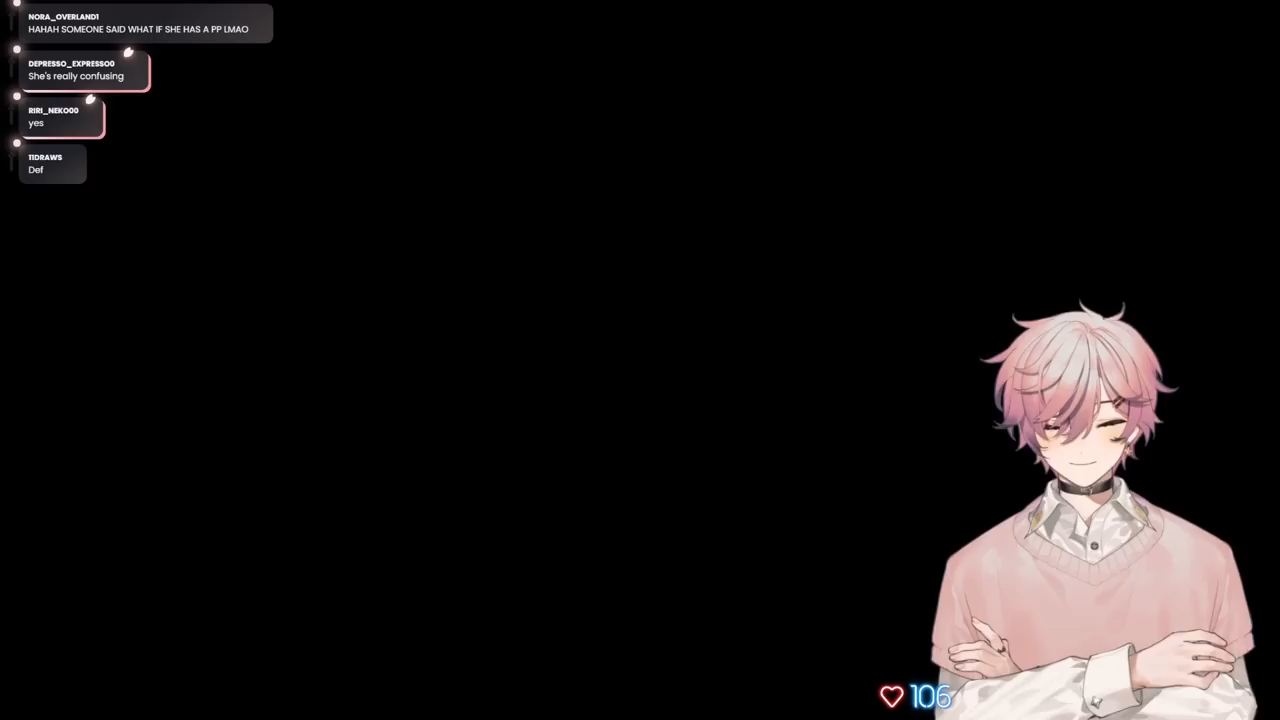 NORA_OVERLAND1
HAHAH SOMEONE SAID WHAT IF SHE HAS A PP LMAO
DEPRESSO_EXPRESSO0
She's really confusing
RIRI_NEKO00
yes
11DRAWS
Def
106